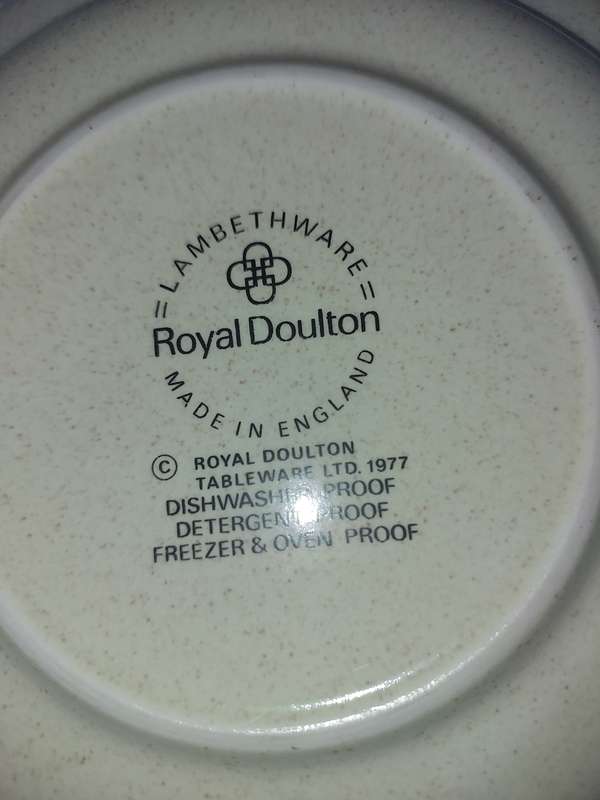 =LAMBETHWARE=
Royal Doulton
MADE IN ENGLAND
© ROYAL DOULTON
TABLEWARE LTD. 1977
DISHWASHER PROOF
DETERGENT PROOF
FREEZER & OVEN PROOF